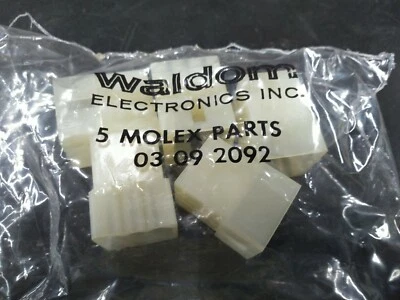 waldom
ELECTRONICS INC.
5 MOLEX PARTS
03 09 2092